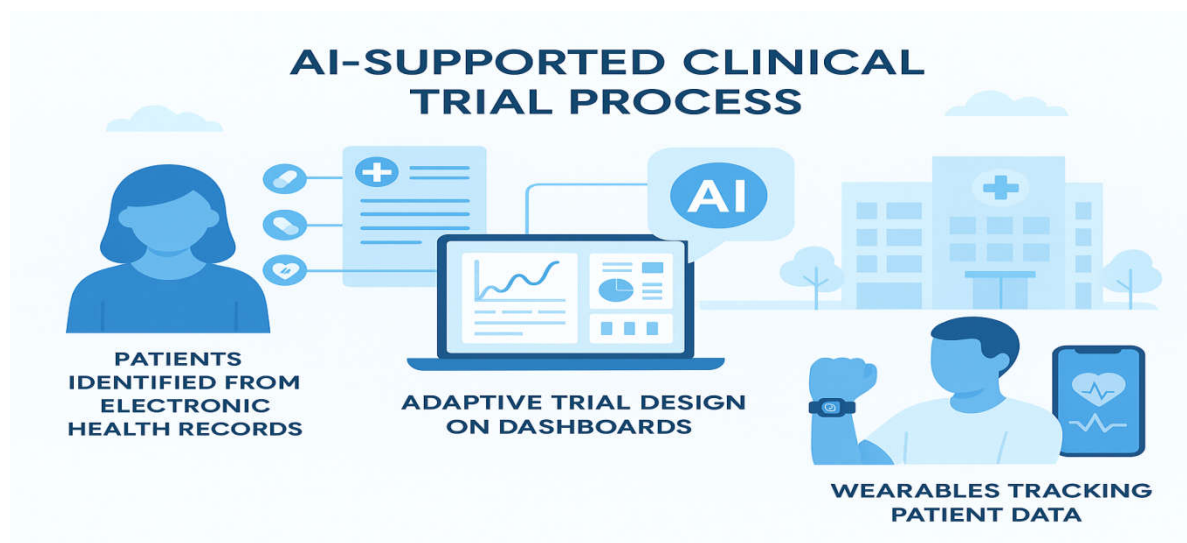 AI-SUPPORTED CLINICAL
TRIAL PROCESS
AI
PATIENTS
IDENTIFIED FROM
ELECTRONIC
HEALTH RECORDS
ADAPTIVE TRIAL DESIGN
ON DASHBOARDS
WEARABLES TRACKING
PATIENT DATA